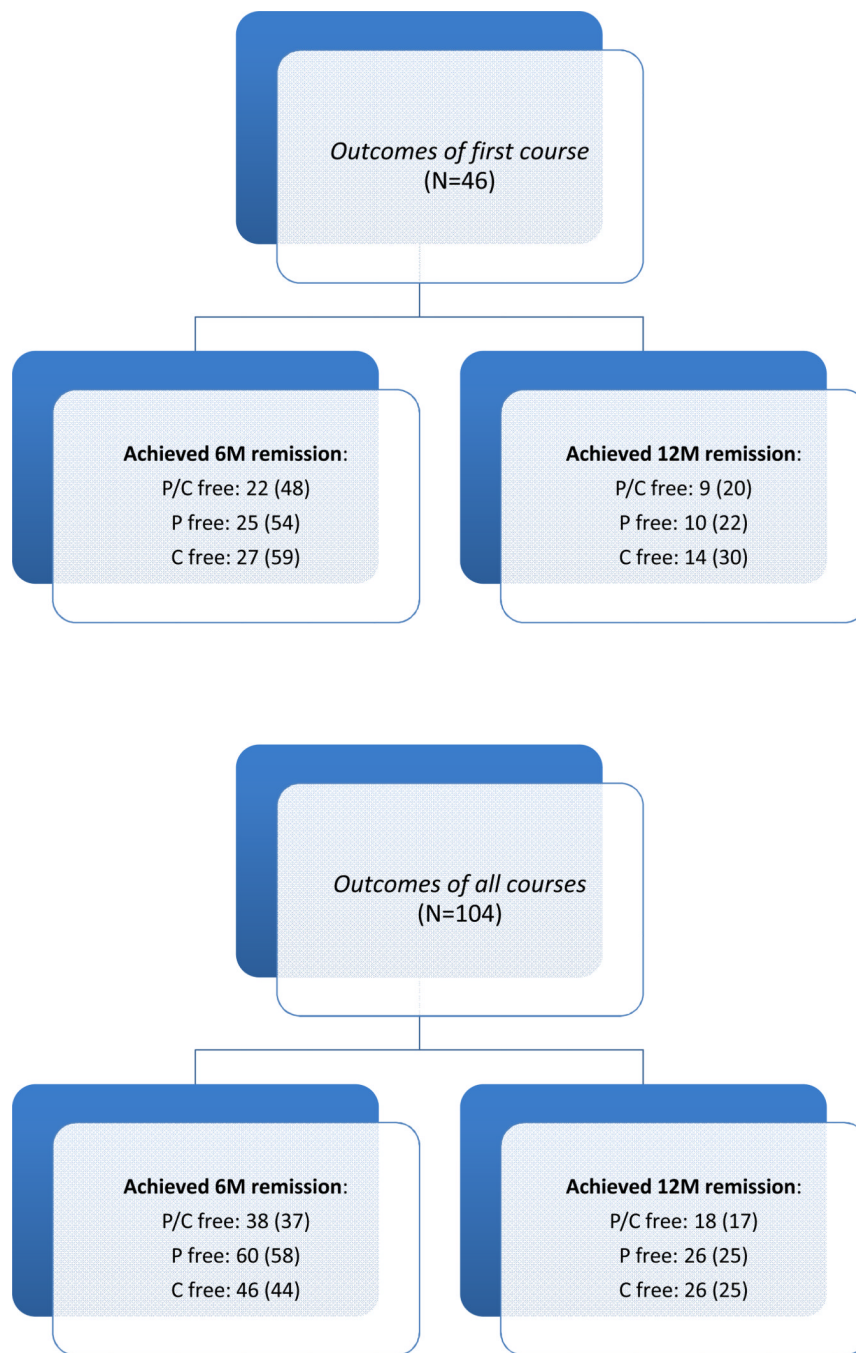 Outcomes of first course
(N=46)
Achieved 6M remission:
P/C free: 22 (48)
P free: 25 (54)
C free: 27 (59)
Achieved 12M remission:
P/C free: 9 (20)
P free: 10 (22)
C free: 14 (30)
Outcomes of all courses
(N=104)
Achieved 6M remission:
P/C free: 38 (37)
P free: 60 (58)
C free: 46 (44)
Achieved 12M remission:
P/C free: 18 (17)
P free: 26 (25)
C free: 26 (25)